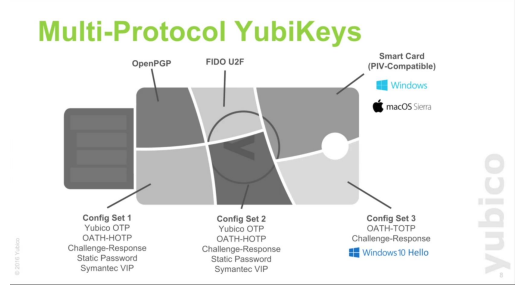 Multi-Protocol YubiKeys
OpenPGP
FIDO U2F
Smart Card
(PIV-Compatible)
Windows
macOS Sierra
Config Set 1
Yubico OTP
OATH-HOTP
Challenge-Response
Static Password
Symantec VIP
Config Set 2
Yubico OTP
OATH-HOTP
Challenge-Response
Static Password
Symantec VIP
Config Set 3
OATH-TOTP
Challenge-Response
Windows 10 Hello
© 2016 Yubico
yubico